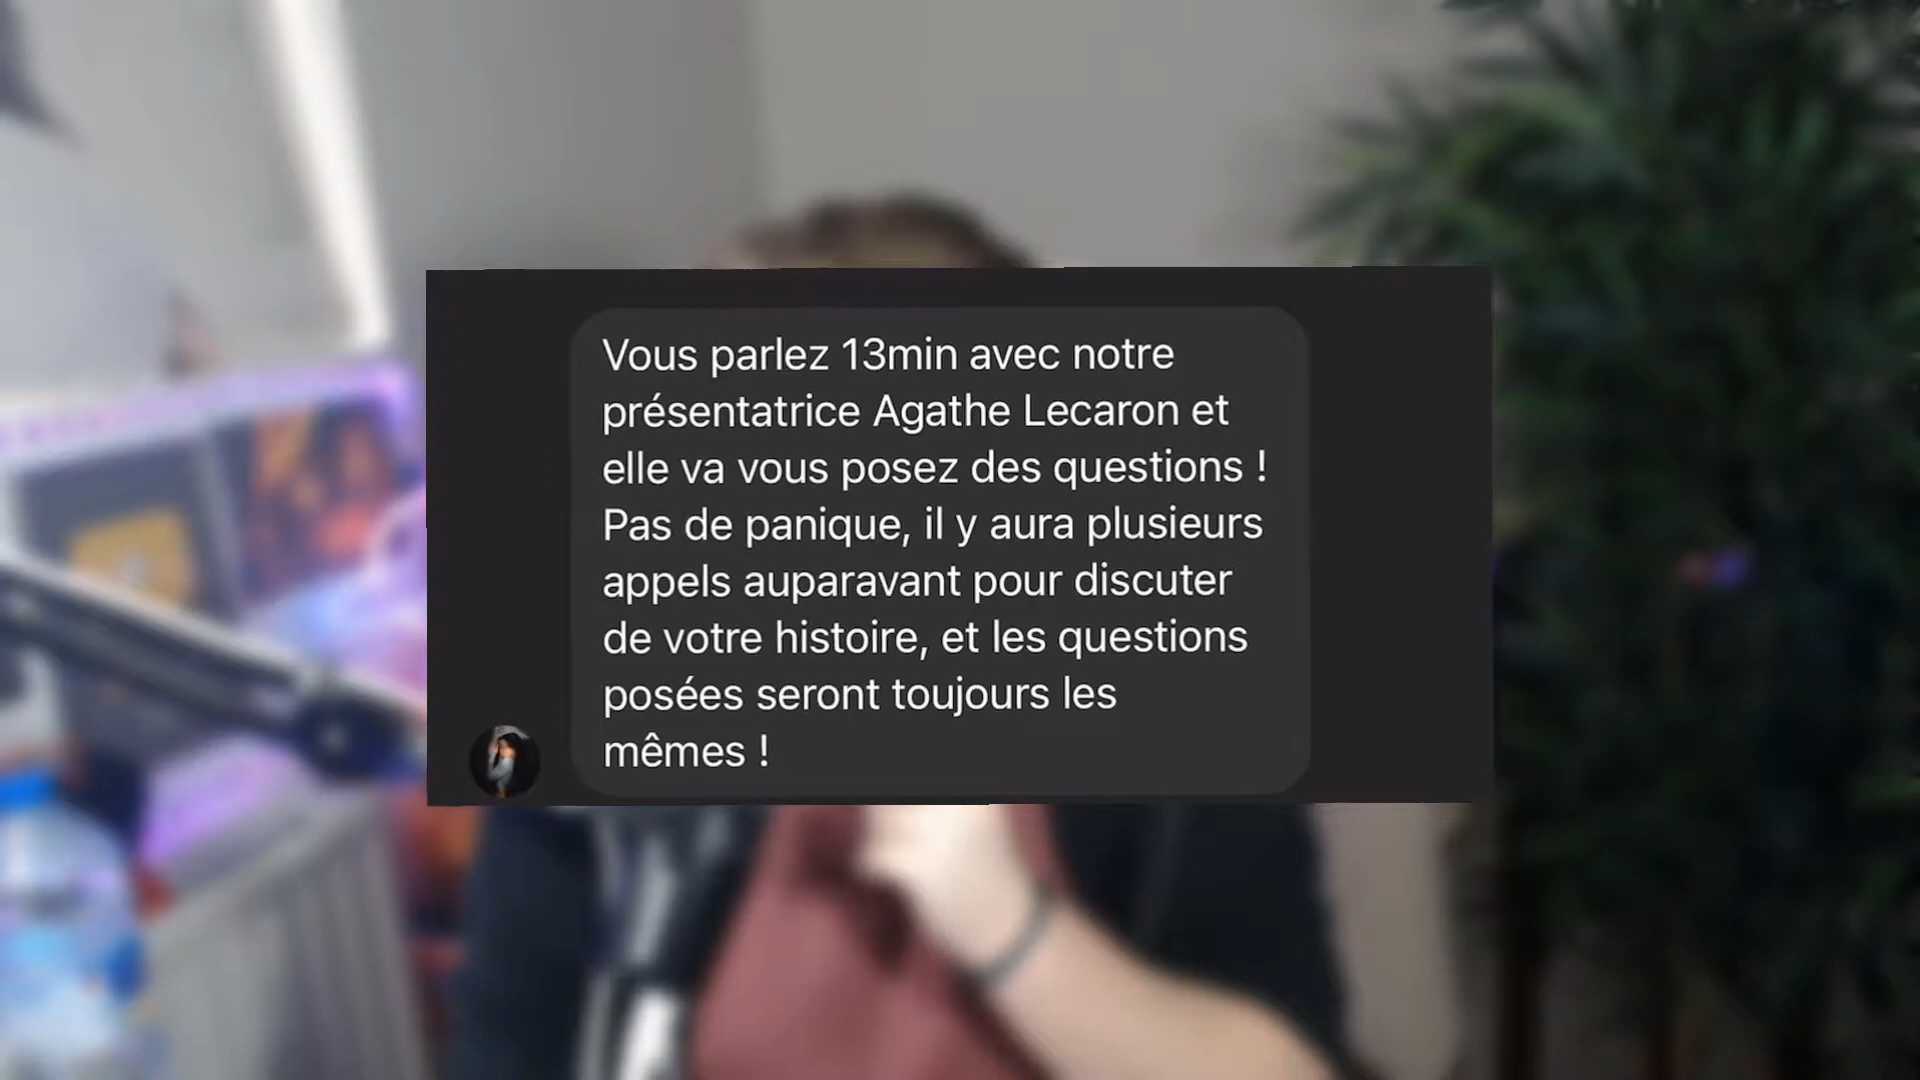 Vous parlez 13min avec notre
présentatrice Agathe Lecaron et
elle va vous posez des questions !
Pas de panique, il y aura plusieurs
appels auparavant pour discuter
de votre histoire, et les questions
posées seront toujours les
mêmes !